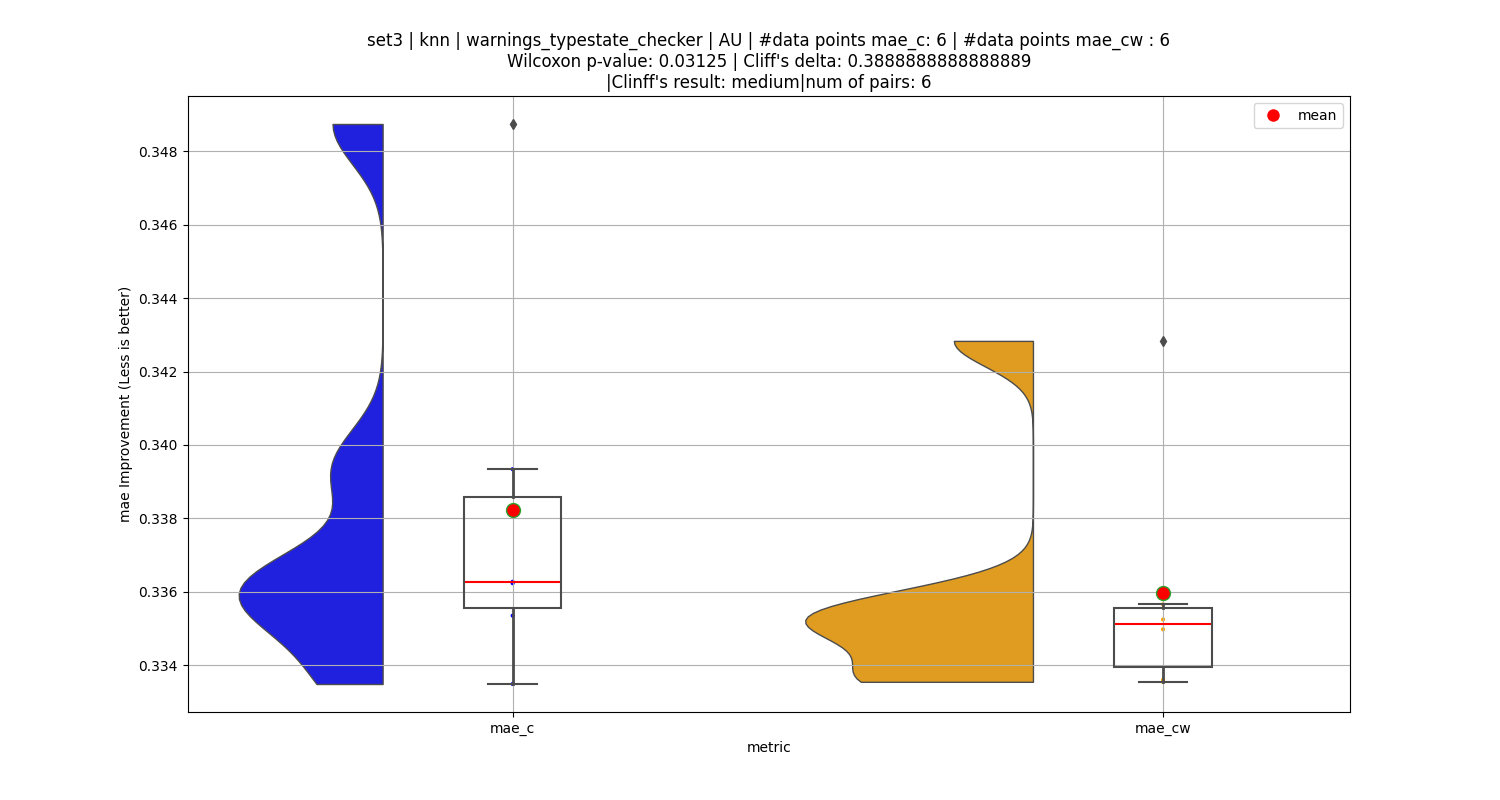 set3 | knn | warnings_typestate_checker | AU | #data points mae_c: 6 | #data points mae_cw : 6
Wilcoxon p-value: 0.03125 | Cliff's delta: 0.3888888888888889
|Clinff's result: medium|num of pairs: 6
mean
0.348
0.346
0.344
0.342
0.340
0.338
0.336
0.334
mae Improvement (Less is better)
mae_c
mae_cw
metric